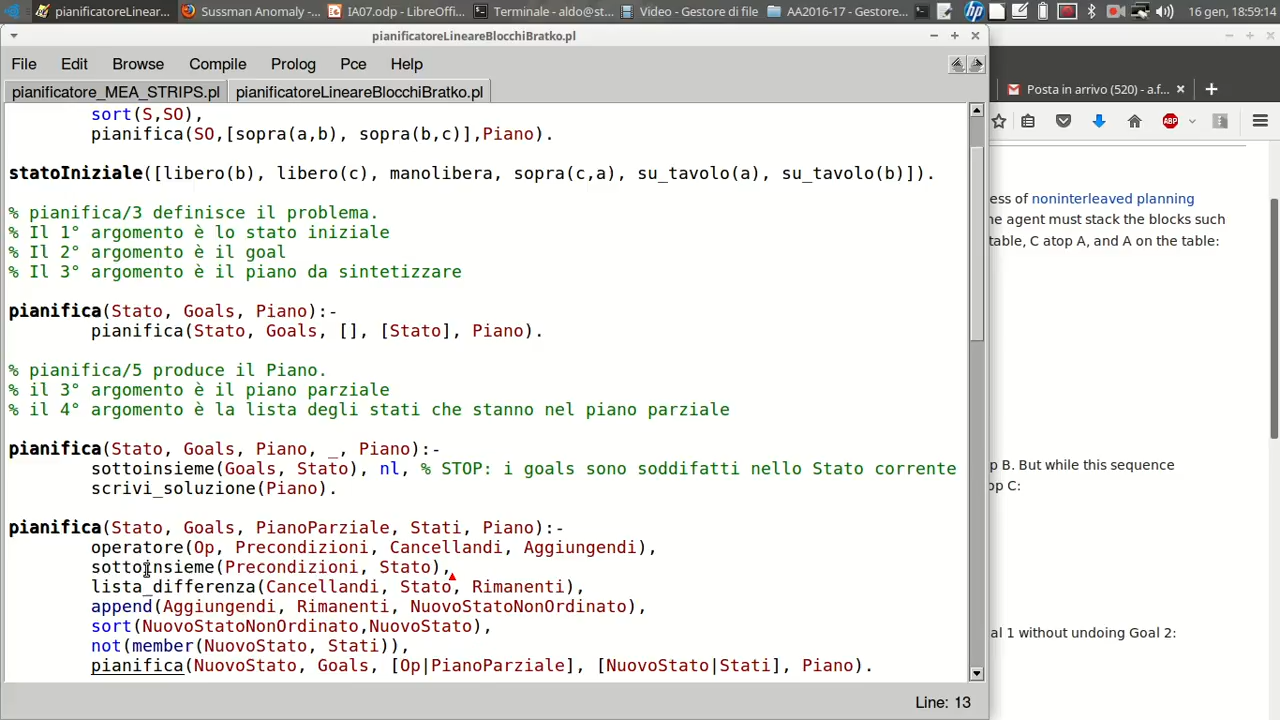 pianificatoreLinear...
Sussman Anomaly -...
IA07.odp - LibreOffi...
Terminale - aldo@st...
Video - Gestore di file
AA2016-17 - Gestore...
16 gen, 18:59:14
pianificatoreLineareBlocchiBratko.pl
File Edit Browse Compile Prolog Pce Help
pianificatore_MEA_STRIPS.pl
pianificatoreLineareBlocchiBratko.pl
sort(S,SO),
pianifica(SO,[sopra(a,b), sopra(b,c)],Piano).
statoIniziale([libero(b), libero(c), manolibera, sopra(c,a), su_tavolo(a), su_tavolo(b)]).
% pianifica/3 definisce il problema.
% Il 1° argomento è lo stato iniziale
% Il 2° argomento è il goal
% Il 3° argomento è il piano da sintetizzare
pianifica(Stato, Goals, Piano):-
pianifica(Stato, Goals, [], [Stato], Piano).
% pianifica/5 produce il Piano.
% il 3° argomento è il piano parziale
% il 4° argomento è la lista degli stati che stanno nel piano parziale
pianifica(Stato, Goals, Piano, _, Piano):-
sottoinsieme(Goals, Stato), nl, % STOP: i goals sono soddifatti nello Stato corrente
scrivi_soluzione(Piano).
pianifica(Stato, Goals, PianoParziale, Stati, Piano):-
operatore(Op, Precondizioni, Cancellandi, Aggiungendi),
sottoinsieme(Precondizioni, Stato),
lista_differenza(Cancellandi, Stato, Rimanenti),
append(Aggiungendi, Rimanenti, NuovoStatoNonOrdinato),
sort(NuovoStatoNonOrdinato,NuovoStato),
not(member(NuovoStato, Stati)),
pianifica(NuovoStato, Goals, [Op|PianoParziale], [NuovoStato|Stati], Piano).
Line: 13
Posta in arrivo (520) - a.f...
ABP
ess of noninterleaved planning
he agent must stack the blocks such
table, C atop A, and A on the table:
op B. But while this sequence
op C:
al 1 without undoing Goal 2: